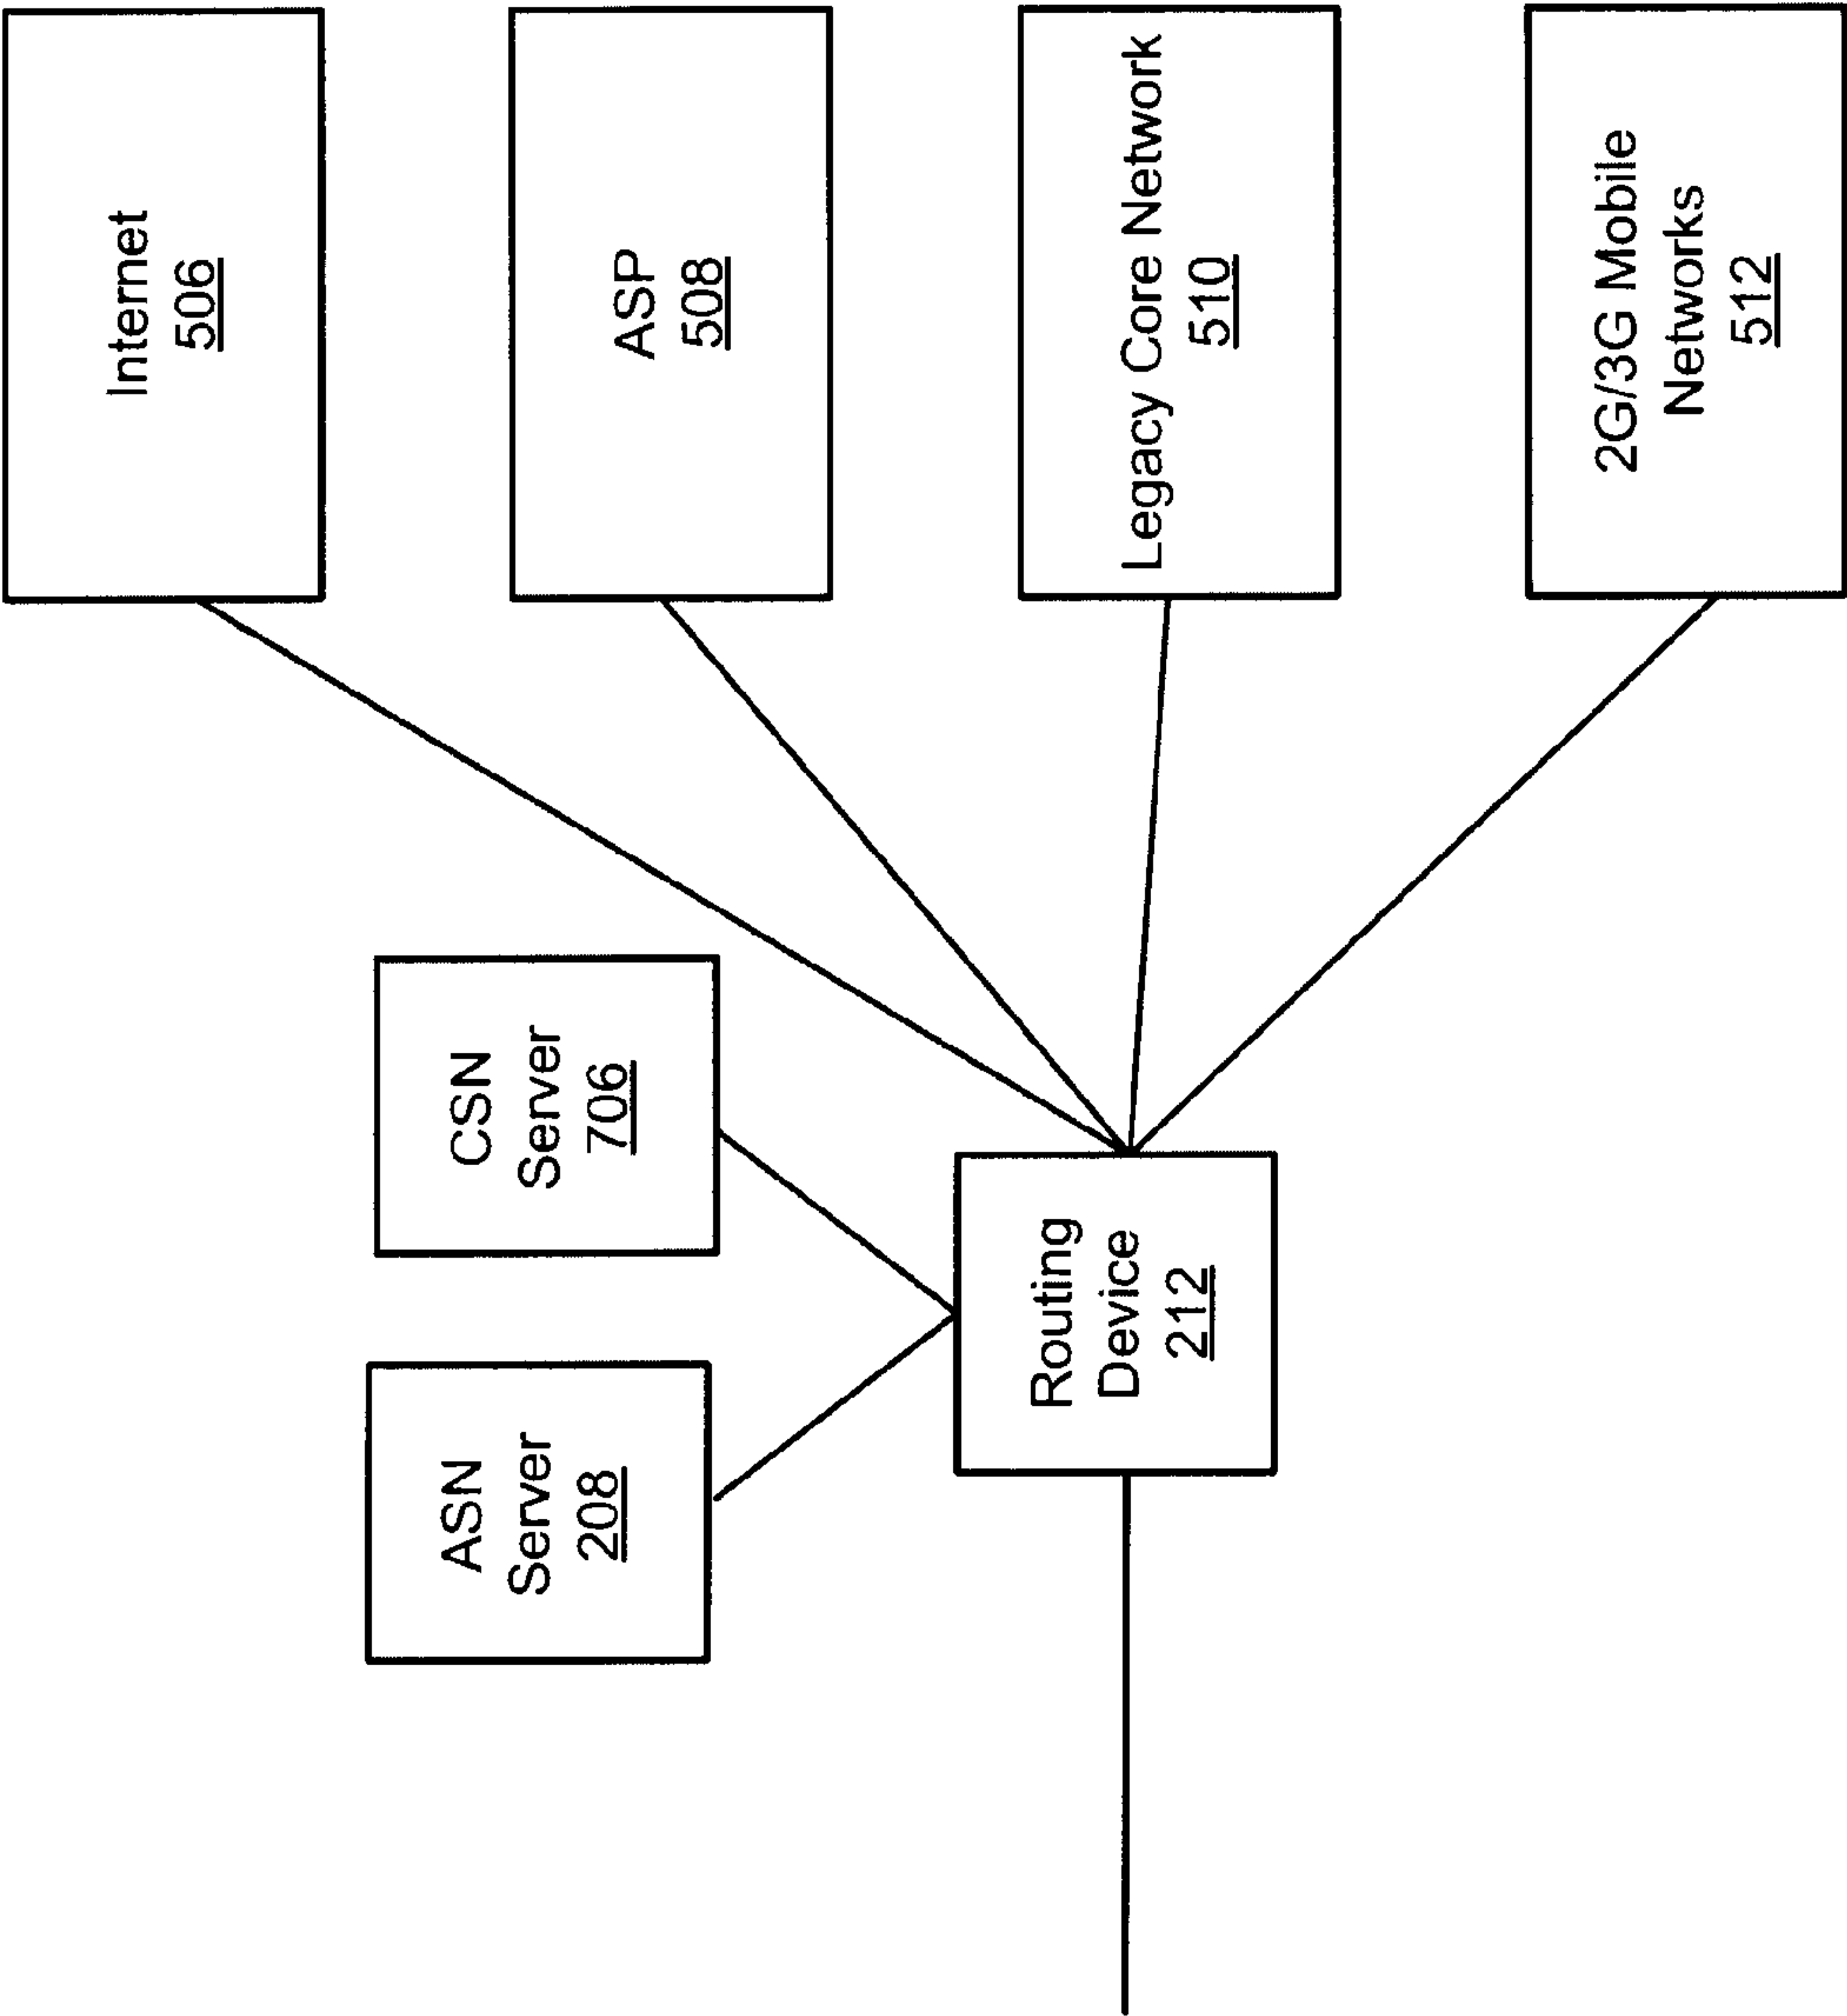 Internet
506
ASP
508
Legacy Core Network
510
2G/3G Mobile
Networks
512
CSN
Server
706
ASN
Server
208
Routing
Device
212